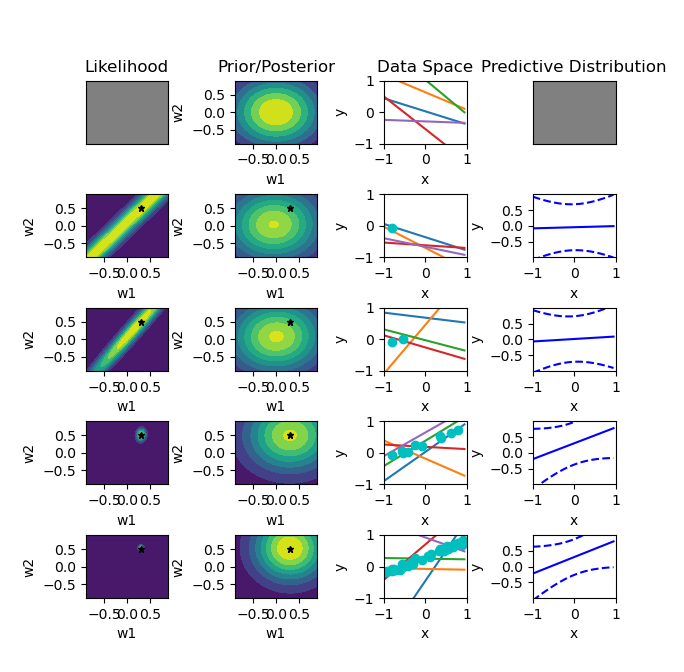 Likelihood Prior/Posterior Data Space Predictive Distribution
w2 0.5 0.0 −0.5 y 1 0 −1
−0.5 0.0 0.5 −1 0 1
w1 x
w2 0.5 0.0 −0.5 w2 0.5 0.0 −0.5 y 1 0 −1 y 0.5 0.0 −0.5
−0.5 0.0 0.5 −0.5 0.0 0.5 −1 0 1 −1 0 1
w1 w1 x x
w2 0.5 0.0 −0.5 w2 0.5 0.0 −0.5 y 1 0 −1 y 0.5 0.0 −0.5
−0.5 0.0 0.5 −0.5 0.0 0.5 −1 0 1 −1 0 1
w1 w1 x x
w2 0.5 0.0 −0.5 w2 0.5 0.0 −0.5 y 1 0 −1 y 0.5 0.0 −0.5
−0.5 0.0 0.5 −0.5 0.0 0.5 −1 0 1 −1 0 1
w1 w1 x x
w2 0.5 0.0 −0.5 w2 0.5 0.0 −0.5 y 1 0 −1 y 0.5 0.0 −0.5
−0.5 0.0 0.5 −0.5 0.0 0.5 −1 0 1 −1 0 1
w1 w1 x x